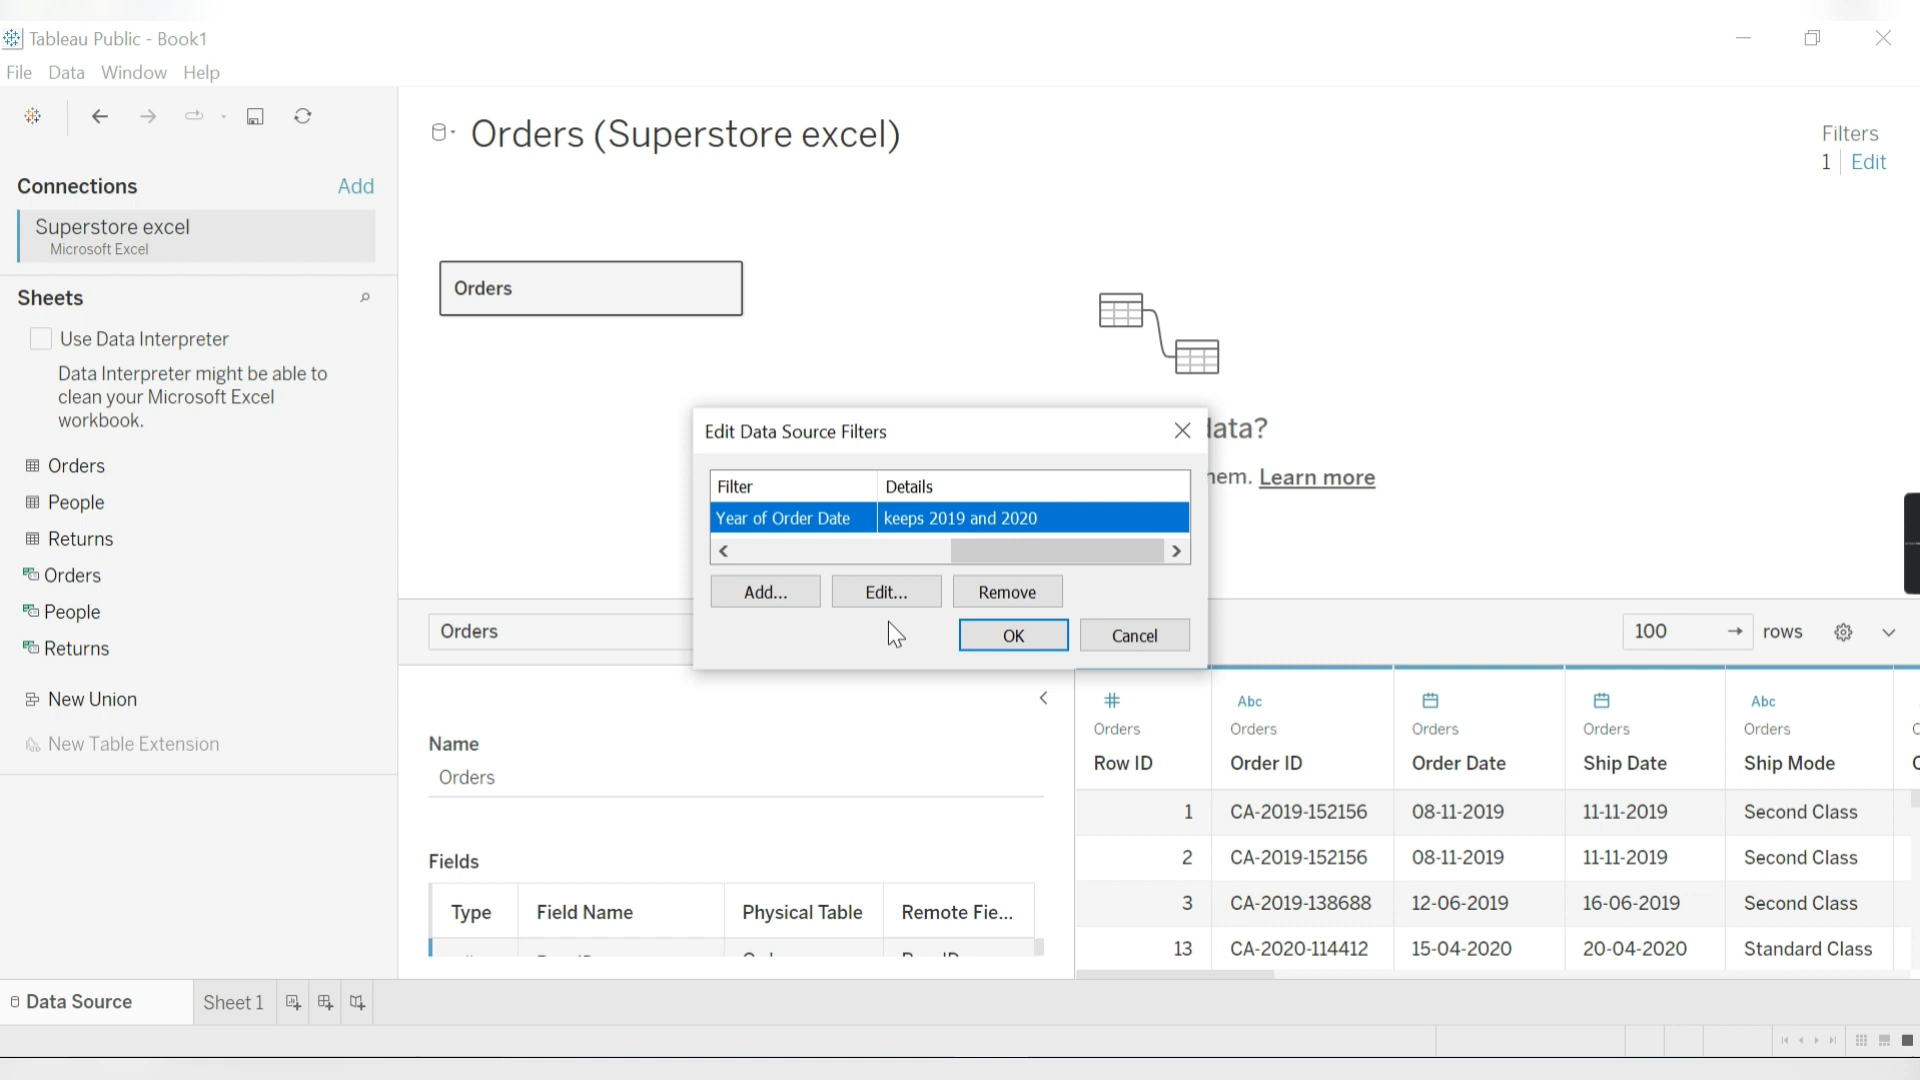 Tableau Public - Book1
File Data Window Help
Orders (Superstore excel)
Filters
1 Edit
Connections Add
Superstore excel
Microsoft Excel
Sheets
Use Data Interpreter
Data Interpreter might be able to
clean your Microsoft Excel
workbook.
Orders
People
Returns
Orders
People
Returns
New Union
New Table Extension
Orders
data?
Learn more
Edit Data Source Filters
Filter Details
Year of Order Date keeps 2019 and 2020
Add... Edit... Remove
OK Cancel
Orders
100 → rows
Name
Orders
Fields
Type Field Name Physical Table Remote Fie...
# Abc Abc
Orders Orders Orders Orders Orders
Row ID Order ID Order Date Ship Date Ship Mode
1 CA-2019-152156 08-11-2019 11-11-2019 Second Class
2 CA-2019-152156 08-11-2019 11-11-2019 Second Class
3 CA-2019-138688 12-06-2019 16-06-2019 Second Class
13 CA-2020-114412 15-04-2020 20-04-2020 Standard Class
Data Source Sheet 1